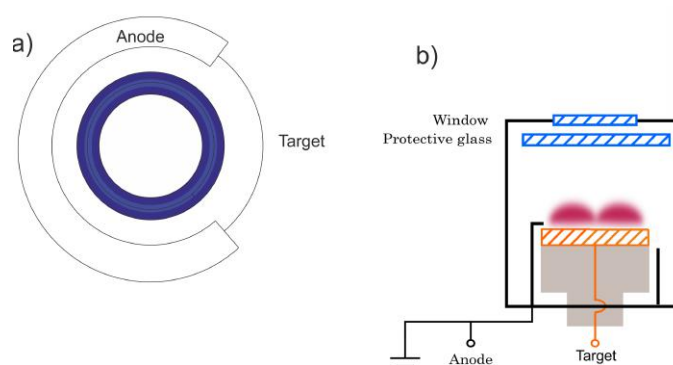 a)
Anode
Target
b)
Window
Protective glass
Anode
Target